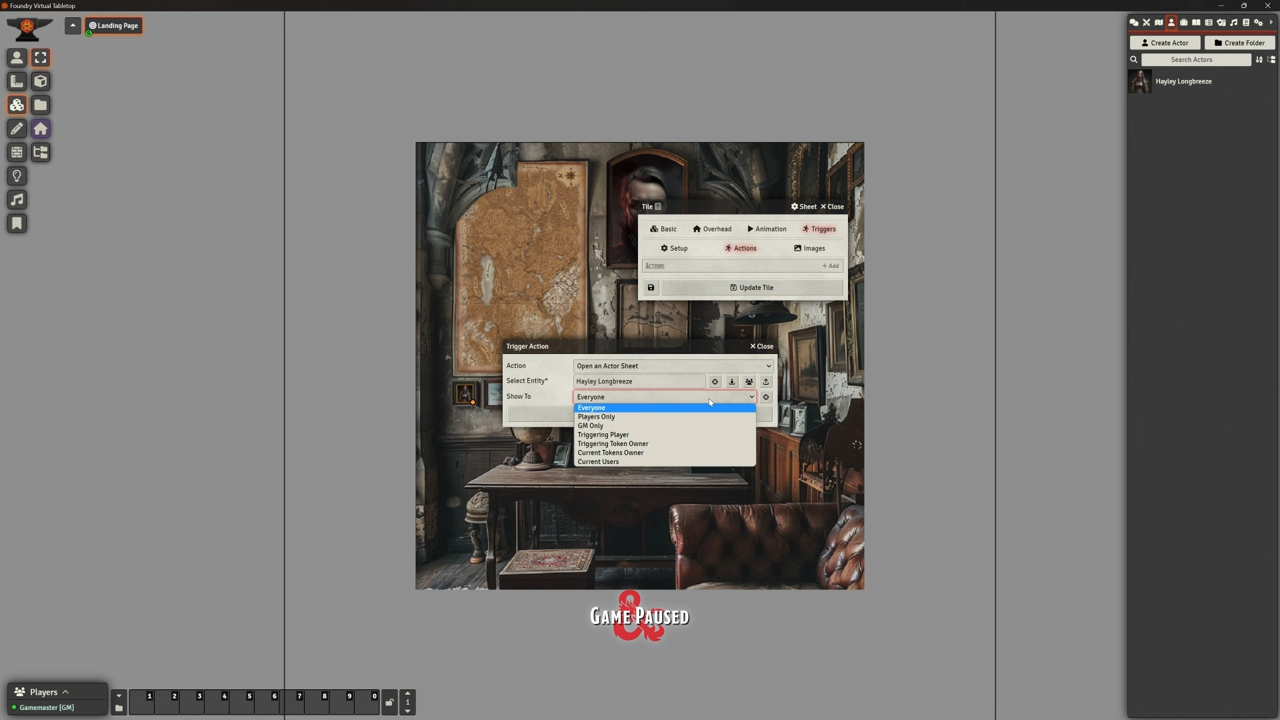 Foundry Virtual Tabletop
Landing Page
G
Create Actor
Create Folder
Search Actors
Hayley Longbreeze
Tile
Sheet
Close
Basic
Overhead
Animation
Triggers
Setup
Actions
Images
Actions
+ Add
Update Tile
Trigger Action
Close
Action
Open an Actor Sheet
Select Entity*
Hayley Longbreeze
Show To
Everyone
Everyone
Players Only
GM Only
Triggering Player
Triggering Token Owner
Current Tokens Owner
Current Users
GAME PAUSED
Players
Gamemaster [GM]
1 2 3 4 5 6 7 8 9 0
1